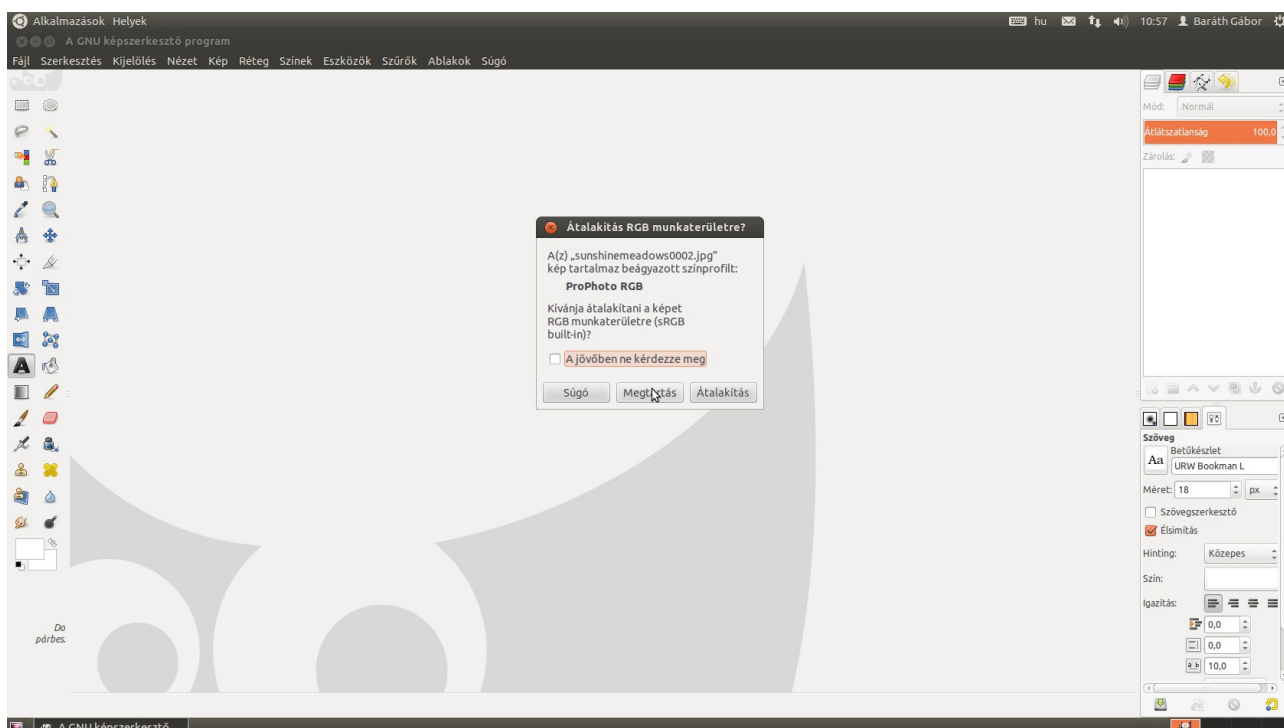 Alkalmazások Helyek
hu
10:57 Baráth Gábor
A GNU képszerkesztő program
Fájl Szerkesztés Kijelölés Nézet Kép Réteg Színek Eszközök Szűrők Ablakok Súgó
Mód: Normál
Átlátszatlanság 100,0
Zárolás:
Átalakítás RGB munkaterületre?
A(z) „sunshinemeadows0002.jpg”
kép tartalmaz beágyazott színprofilt:
ProPhoto RGB
Kívánja átalakítani a képet
RGB munkaterületre (sRGB
built-in)?
A jövőben ne kérdezze meg
Súgó Megtartás Átalakítás
Szöveg
Betűkészlet
Aa URW Bookman L
Méret: 18 px
Szövegszerkesztő
Élsimítás
Hinting: Közepes
Szín:
Igazítás:
0,0
0,0
10,0
Do
párbes
A GNU képszerkesztő